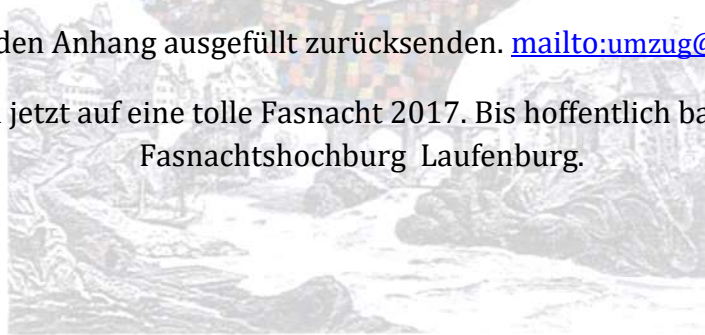 den Anhang ausgefüllt zurücksenden. mailto:umzug@
jetzt auf eine tolle Fasnacht 2017. Bis hoffentlich ba
Fasnachtshochburg Laufenburg.